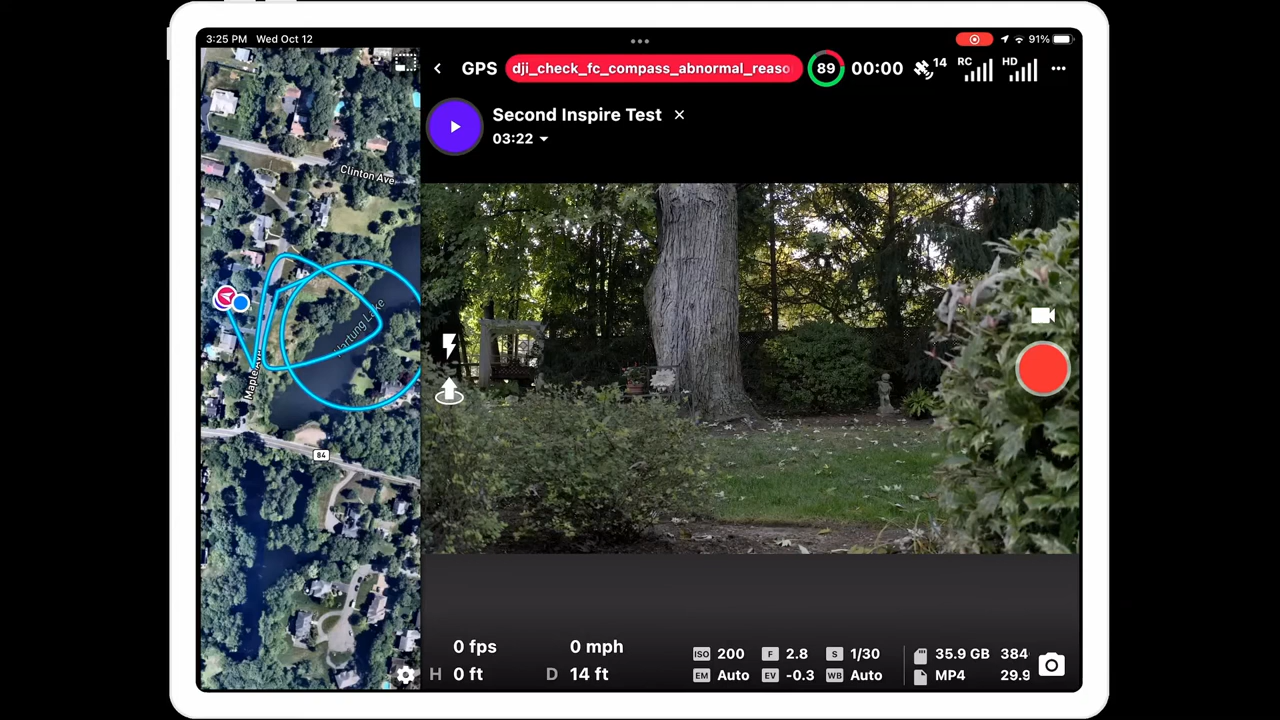 3:25 PM Wed Oct 12
91%
GPS
dji_check_fc_compass_abnormal_reaso
89
00:00
14
RC
HD
Second Inspire Test
03:22
Clinton Ave
Hartung Lake
Maple Ave
84
0 fps
0 mph
H 0 ft
D 14 ft
ISO 200
F 2.8
S 1/30
35.9 GB 384
EM Auto
EV -0.3
WB Auto
MP4 29.9